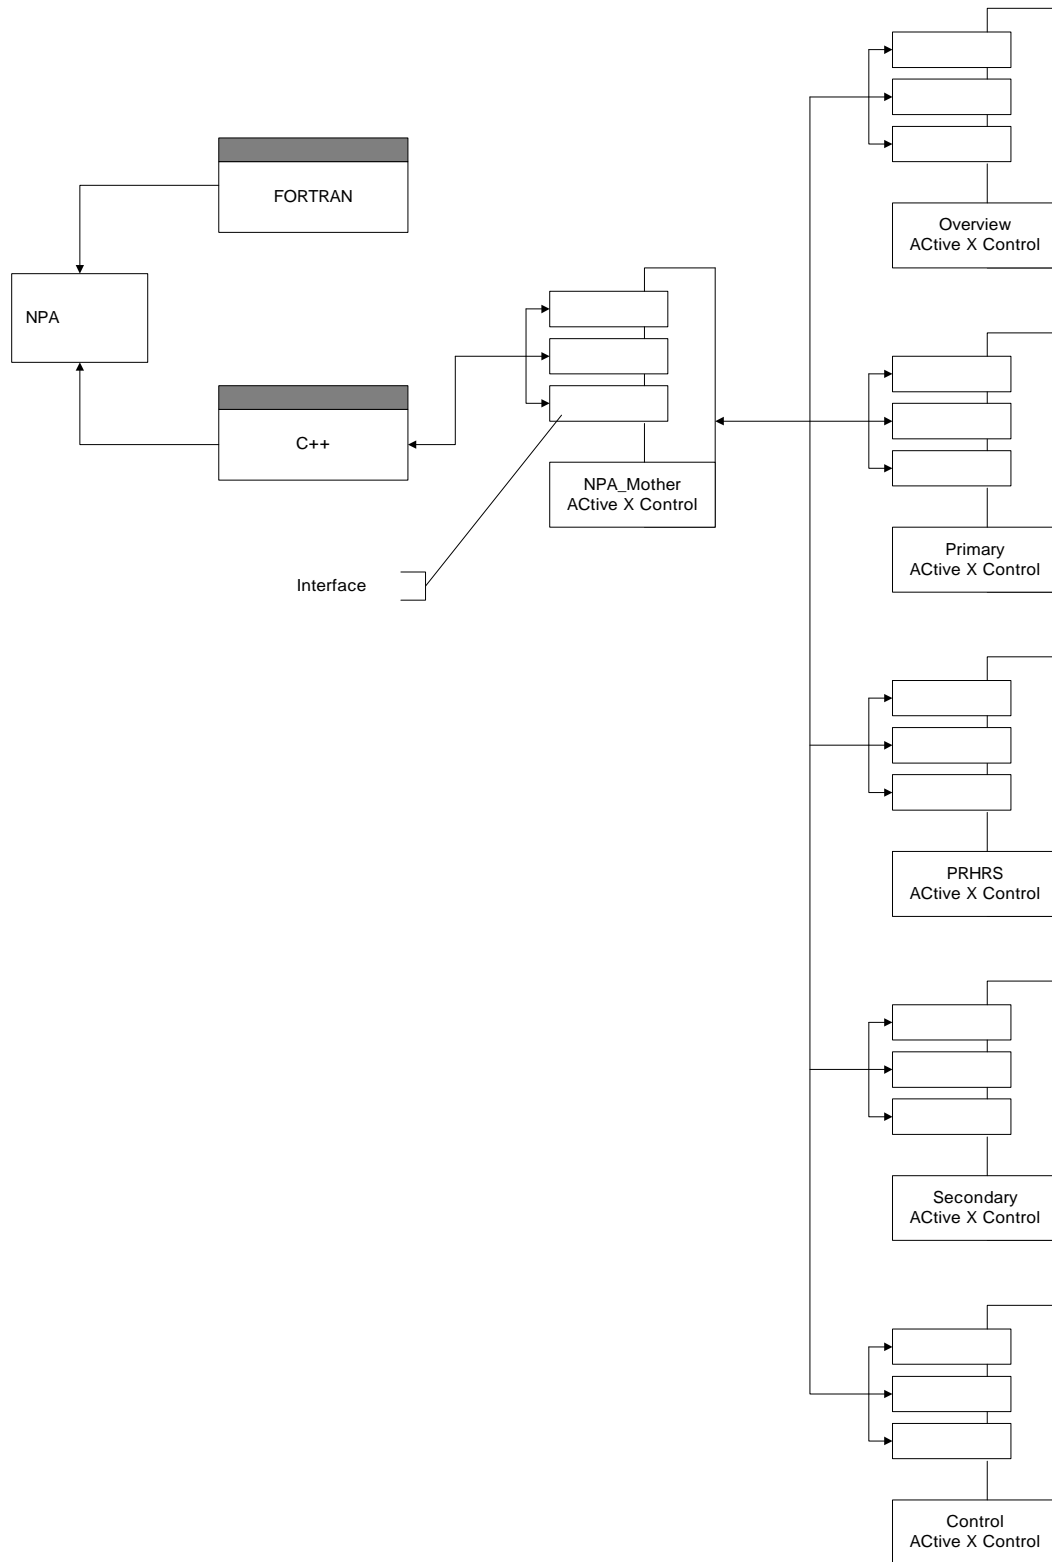 FORTRAN
NPA
C++
NPA_Mother
ACtive X Control
Interface
Overview
ACtive X Control
Primary
ACtive X Control
PRHRS
ACtive X Control
Secondary
ACtive X Control
Control
ACtive X Control